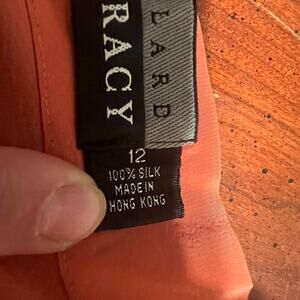 LARD
RACY
12
100% SILK
MADE IN
HONG KONG